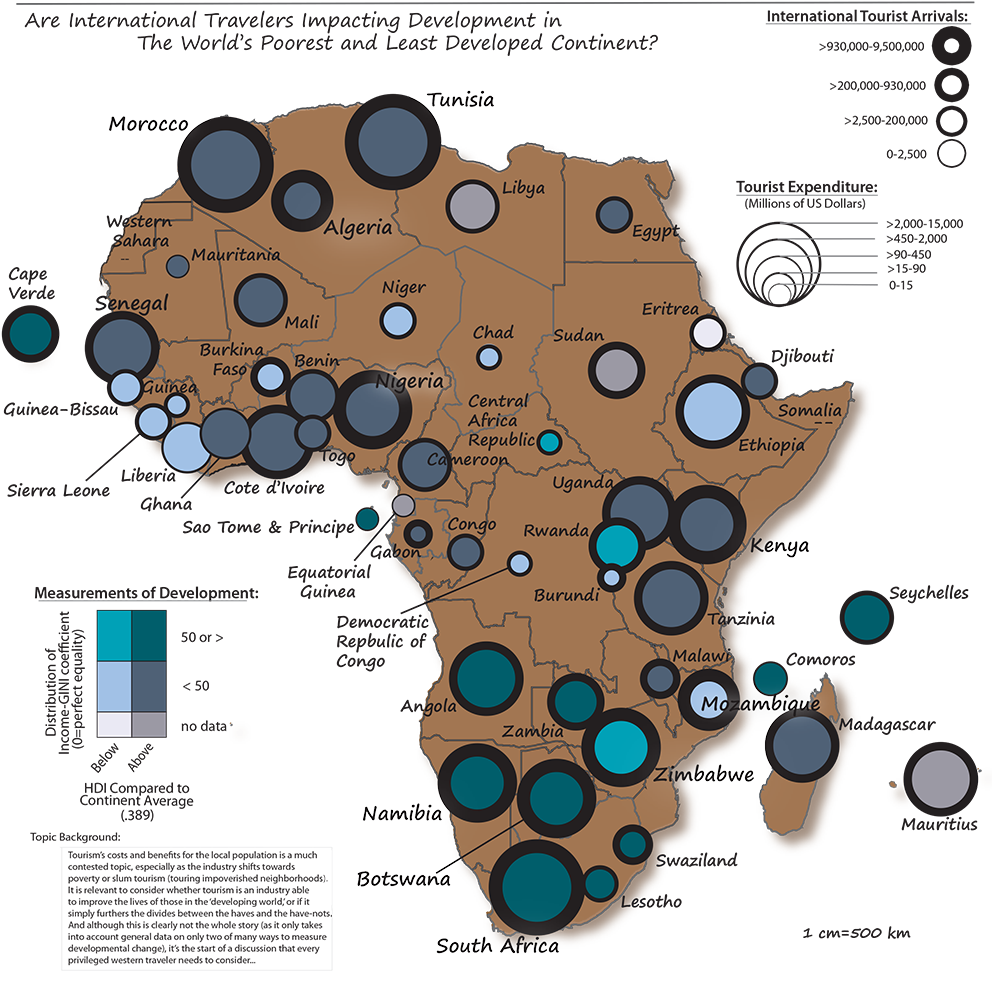 Are International Travelers Impacting Development in
The World's Poorest and Least Developed Continent?
International Tourist Arrivals:
>930,000-9,500,000
>200,000-930,000
>2,500-200,000
0-2,500
Tourist Expenditure:
(Millions of US Dollars)
>2,000-15,000
>450-2,000
>90-450
>15-90
0-15
Tunisia
Morocco
Libya
Algeria
Egypt
Western
Sahara
--
Mauritania
Cape
Verde
Senegal
Mali
Niger
Eritrea
Chad
Sudan
Burkina
Faso
Benin
Djibouti
Nigeria
Guinea
Guinea-Bissau
Central
Africa
Republic
Somalia
--
Ethiopia
Togo
Cameroon
Liberia
Sierra Leone
Ghana
Cote d'Ivoire
Uganda
Sao Tome & Principe
Congo
Rwanda
Gabon
Kenya
Equatorial
Guinea
Burundi
Democratic
Repbulic of
Congo
Tanzinia
Seychelles
Malawi
Comoros
Angola
Mozambique
Zambia
Madagascar
Zimbabwe
Namibia
Mauritius
Swaziland
Botswana
Lesotho
South Africa
1 cm=500 km
Measurements of Development:
Distribution of
Income-GINI coefficient
(0=perfect equality)
50 or >
< 50
no data
Below
Above
HDI Compared to
Continent Average
(.389)
Topic Background:
Tourism's costs and benefits for the local population is a much
contested topic, especially as the industry shifts towards
poverty or slum tourism (touring impoverished neighborhoods).
It is relevant to consider whether tourism is an industry able
to improve the lives of those in the 'developing world,' or if it
simply furthers the divides between the haves and the have-nots.
And although this is clearly not the whole story (as it only takes
into account general data on only two of many ways to measure
developmental change), it's the start of a discussion that every
privileged western traveler needs to consider...